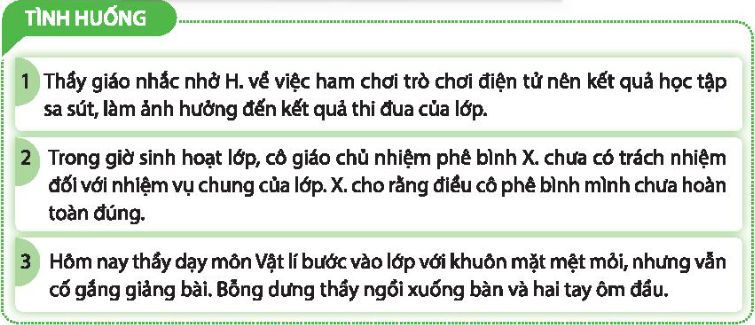 TÌNH HUỐNG
1 Thầy giáo nhắc nhở H. về việc ham chơi trò chơi điện tử nên kết quả học tập
sa sút, làm ảnh hưởng đến kết quả thi đua của lớp.
2 Trong giờ sinh hoạt lớp, cô giáo chủ nhiệm phê bình X. chưa có trách nhiệm
đối với nhiệm vụ chung của lớp. X. cho rằng điều cô phê bình mình chưa hoàn
toàn đúng.
3 Hôm nay thầy dạy môn Vật lí bước vào lớp với khuôn mặt mệt mỏi, nhưng vẫn
cố gắng giảng bài. Bỗng dưng thầy ngồi xuống bàn và hai tay ôm đầu.